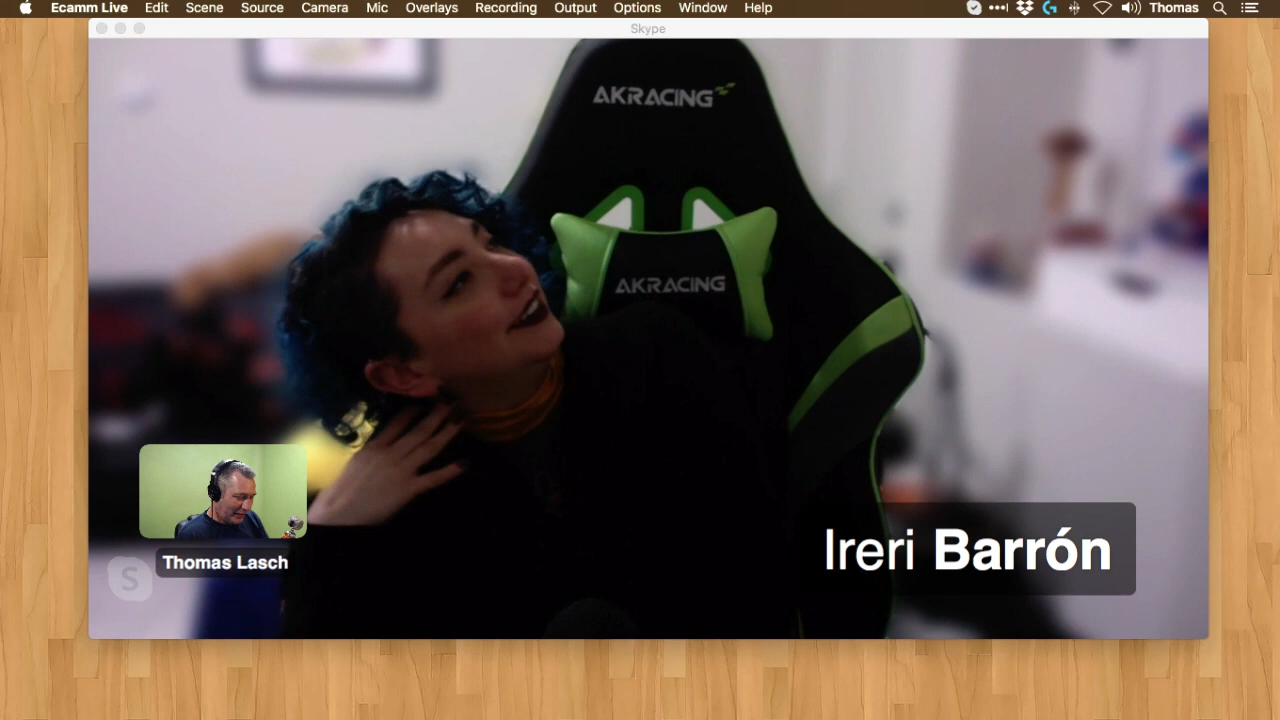 Ecamm Live Edit Scene Source Camera Mic Overlays Recording Output Options Window Help Thomas
Skype
AKRACING
AKRACING
Thomas Lasch
S
Ireri Barrón